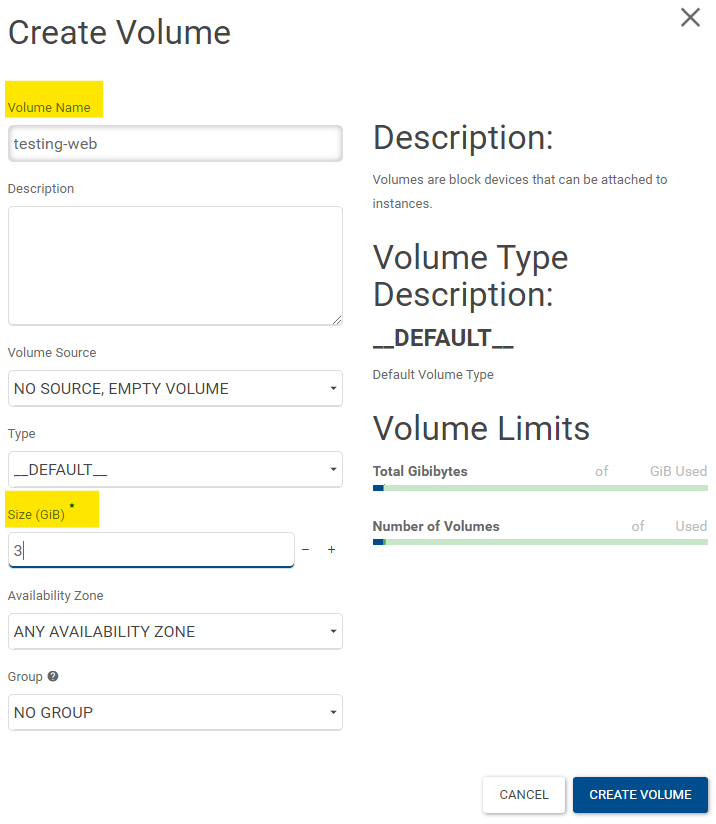 Create Volume
Volume Name
testing-web
Description
Volume Source
NO SOURCE, EMPTY VOLUME
Type
__DEFAULT__
Size (GiB) *
3
Availability Zone
ANY AVAILABILITY ZONE
Group
NO GROUP
Description:
Volumes are block devices that can be attached to
instances.
Volume Type
Description:
__DEFAULT__
Default Volume Type
Volume Limits
Total Gibibytes of GiB Used
Number of Volumes of Used
CANCEL
CREATE VOLUME